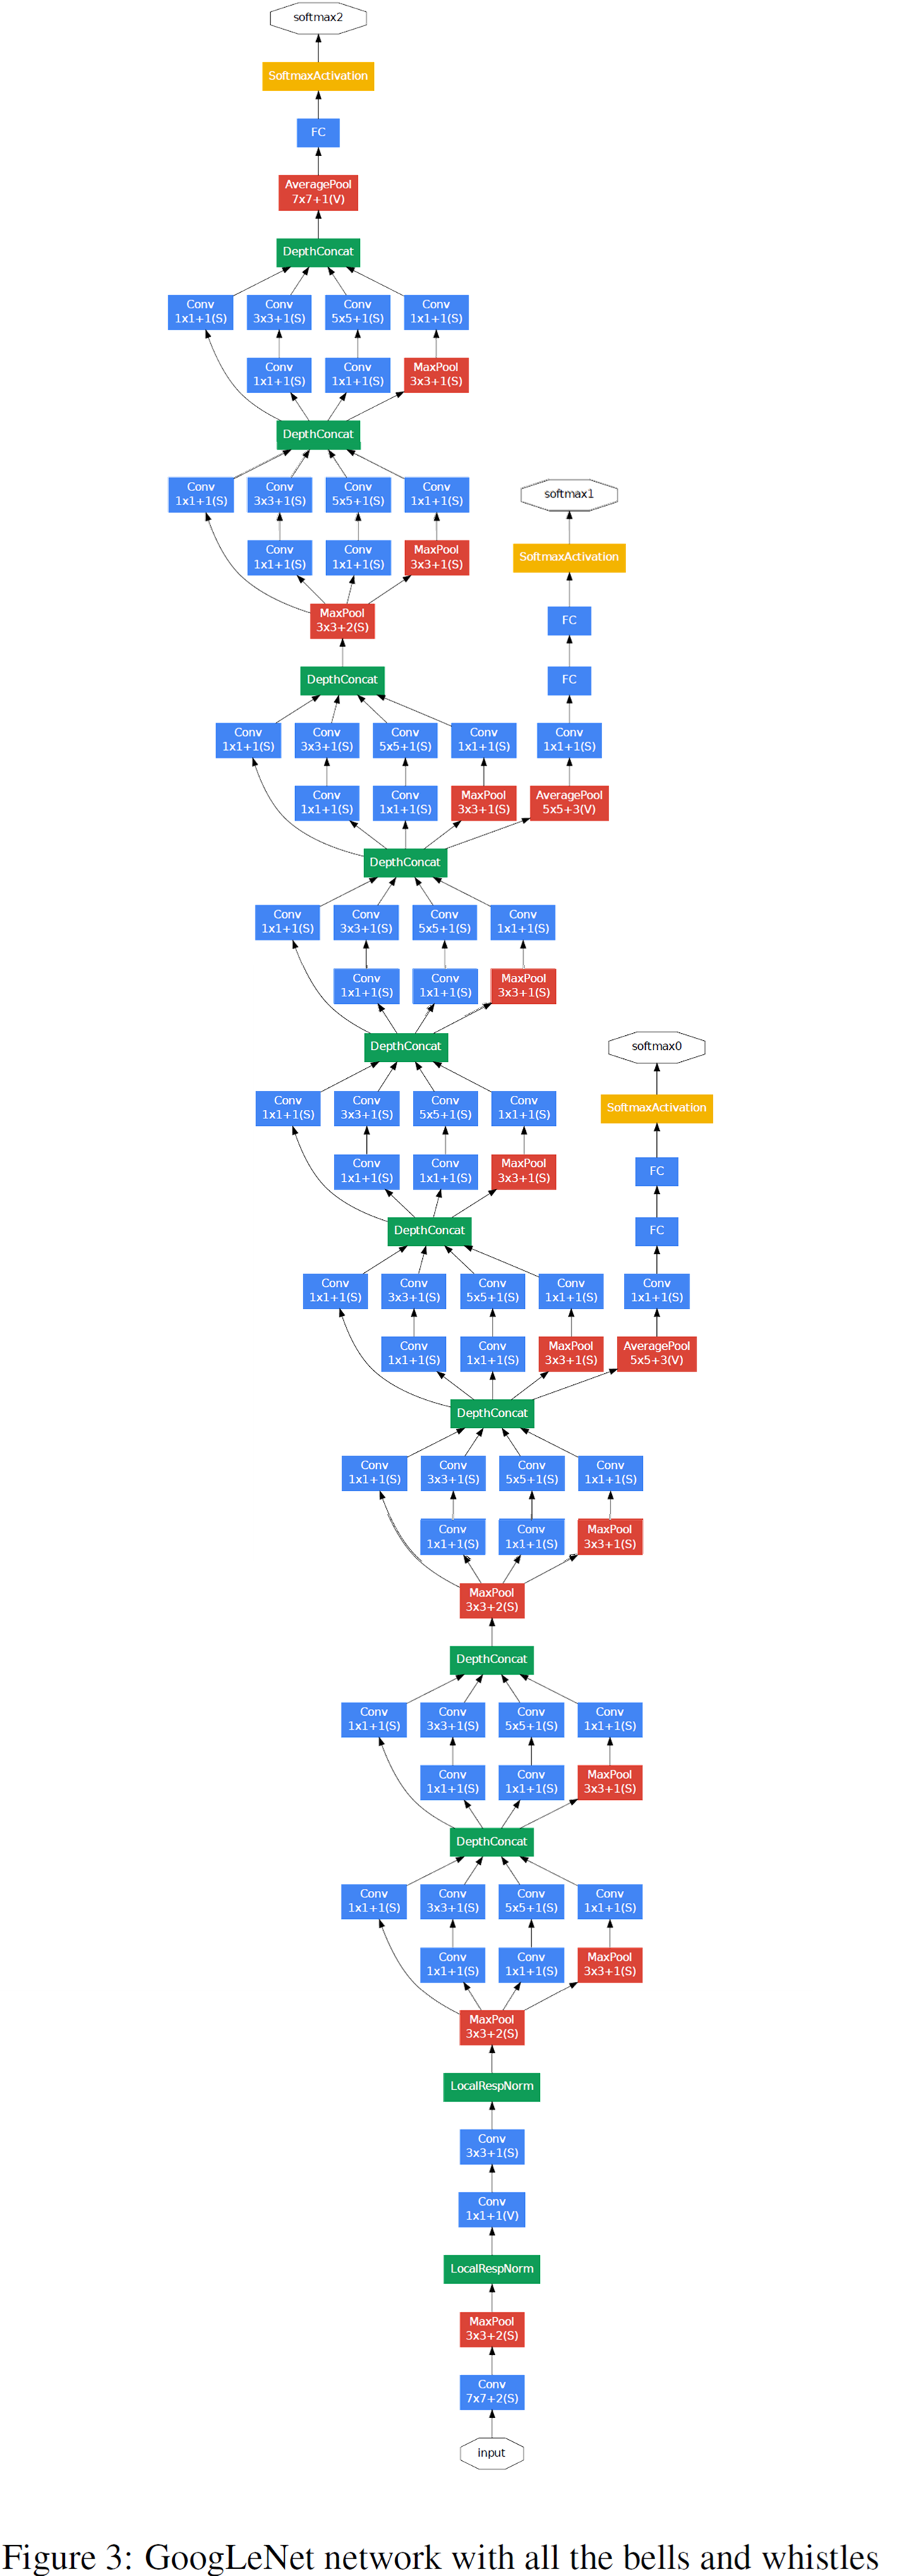 softmax2
SoftmaxActivation
FC
AveragePool
7x7+1(V)
DepthConcat
Conv Conv Conv Conv
1x1+1(S) 3x3+1(S) 5x5+1(S) 1x1+1(S)
Conv Conv MaxPool
1x1+1(S) 1x1+1(S) 3x3+1(S)
DepthConcat
Conv Conv Conv Conv
1x1+1(S) 3x3+1(S) 5x5+1(S) 1x1+1(S)
softmax1
Conv Conv MaxPool
1x1+1(S) 1x1+1(S) 3x3+1(S)
SoftmaxActivation
MaxPool
3x3+2(S)
FC
DepthConcat
FC
Conv Conv Conv Conv Conv
1x1+1(S) 3x3+1(S) 5x5+1(S) 1x1+1(S) 1x1+1(S)
Conv Conv MaxPool AveragePool
1x1+1(S) 1x1+1(S) 3x3+1(S) 5x5+3(V)
DepthConcat
Conv Conv Conv Conv
1x1+1(S) 3x3+1(S) 5x5+1(S) 1x1+1(S)
Conv Conv MaxPool
1x1+1(S) 1x1+1(S) 3x3+1(S)
DepthConcat
softmax0
Conv Conv Conv Conv
1x1+1(S) 3x3+1(S) 5x5+1(S) 1x1+1(S)
SoftmaxActivation
Conv Conv MaxPool
1x1+1(S) 1x1+1(S) 3x3+1(S)
FC
DepthConcat
FC
Conv Conv Conv Conv Conv
1x1+1(S) 3x3+1(S) 5x5+1(S) 1x1+1(S) 1x1+1(S)
Conv Conv MaxPool AveragePool
1x1+1(S) 1x1+1(S) 3x3+1(S) 5x5+3(V)
DepthConcat
Conv Conv Conv Conv
1x1+1(S) 3x3+1(S) 5x5+1(S) 1x1+1(S)
Conv Conv MaxPool
1x1+1(S) 1x1+1(S) 3x3+1(S)
MaxPool
3x3+2(S)
DepthConcat
Conv Conv Conv Conv
1x1+1(S) 3x3+1(S) 5x5+1(S) 1x1+1(S)
Conv Conv MaxPool
1x1+1(S) 1x1+1(S) 3x3+1(S)
DepthConcat
Conv Conv Conv Conv
1x1+1(S) 3x3+1(S) 5x5+1(S) 1x1+1(S)
Conv Conv MaxPool
1x1+1(S) 1x1+1(S) 3x3+1(S)
MaxPool
3x3+2(S)
LocalRespNorm
Conv
3x3+1(S)
Conv
1x1+1(V)
LocalRespNorm
MaxPool
3x3+2(S)
Conv
7x7+2(S)
input
Figure 3: GoogLeNet network with all the bells and whistles